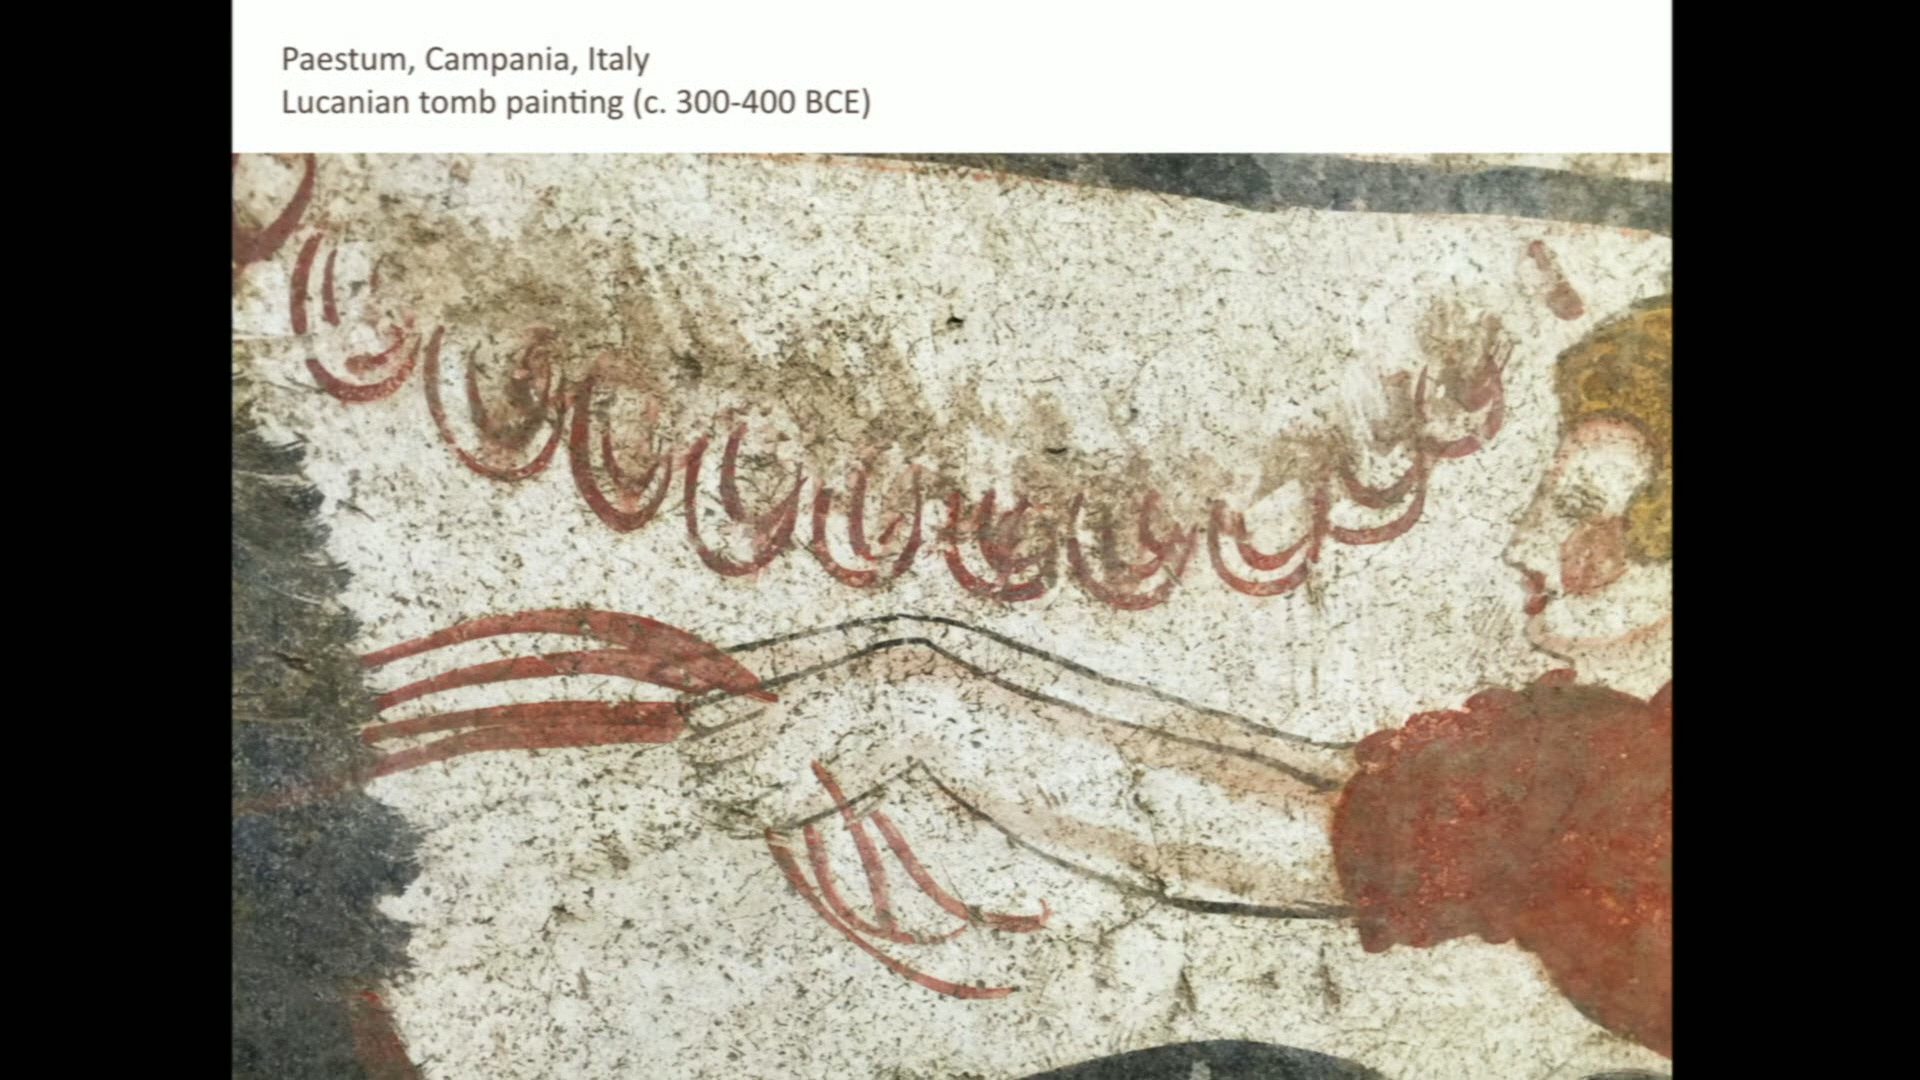 Paestum, Campania, Italy
Lucanian tomb painting (c. 300-400 BCE)